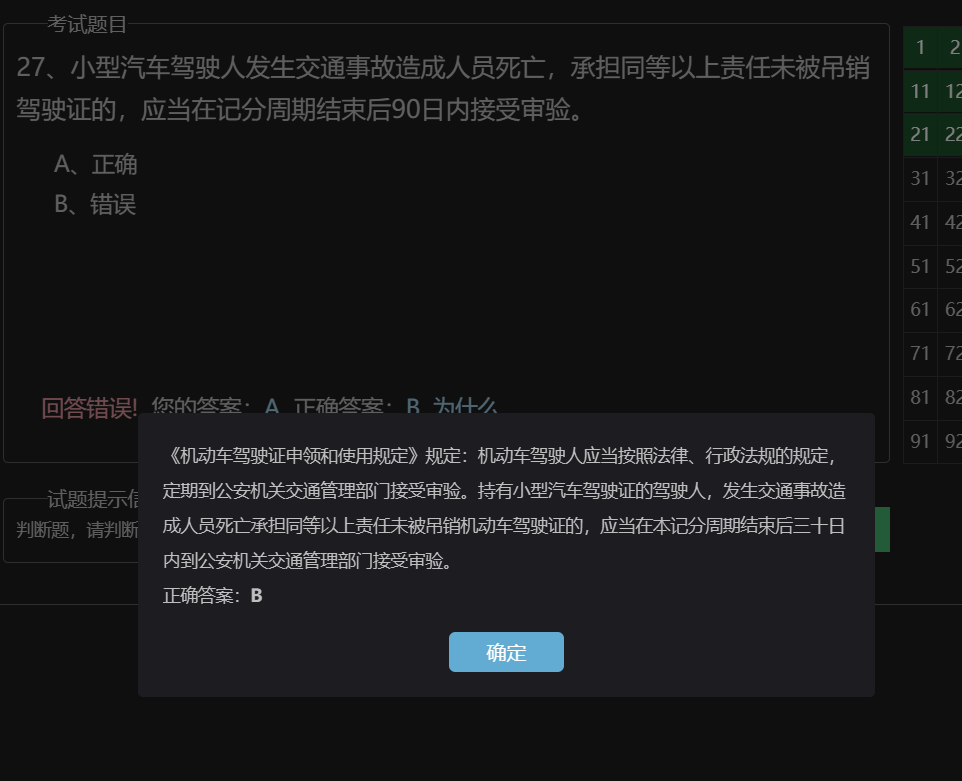 考试题目
27、小型汽车驾驶人发生交通事故造成人员死亡，承担同等以上责任未被吊销
驾驶证的，应当在记分周期结束后90日内接受审验。
A、正确
B、错误
回答错误! 您的答案：A 正确答案：B 为什么
《机动车驾驶证申领和使用规定》规定：机动车驾驶人应当按照法律、行政法规的规定，
定期到公安机关交通管理部门接受审验。持有小型汽车驾驶证的驾驶人，发生交通事故造
成人员死亡承担同等以上责任未被吊销机动车驾驶证的，应当在本记分周期结束后三十日
内到公安机关交通管理部门接受审验。
正确答案：B
确定
试题提示信
判断题，请判断
1 2
11 12
21 22
31 32
41 42
51 52
61 62
71 72
81 82
91 92